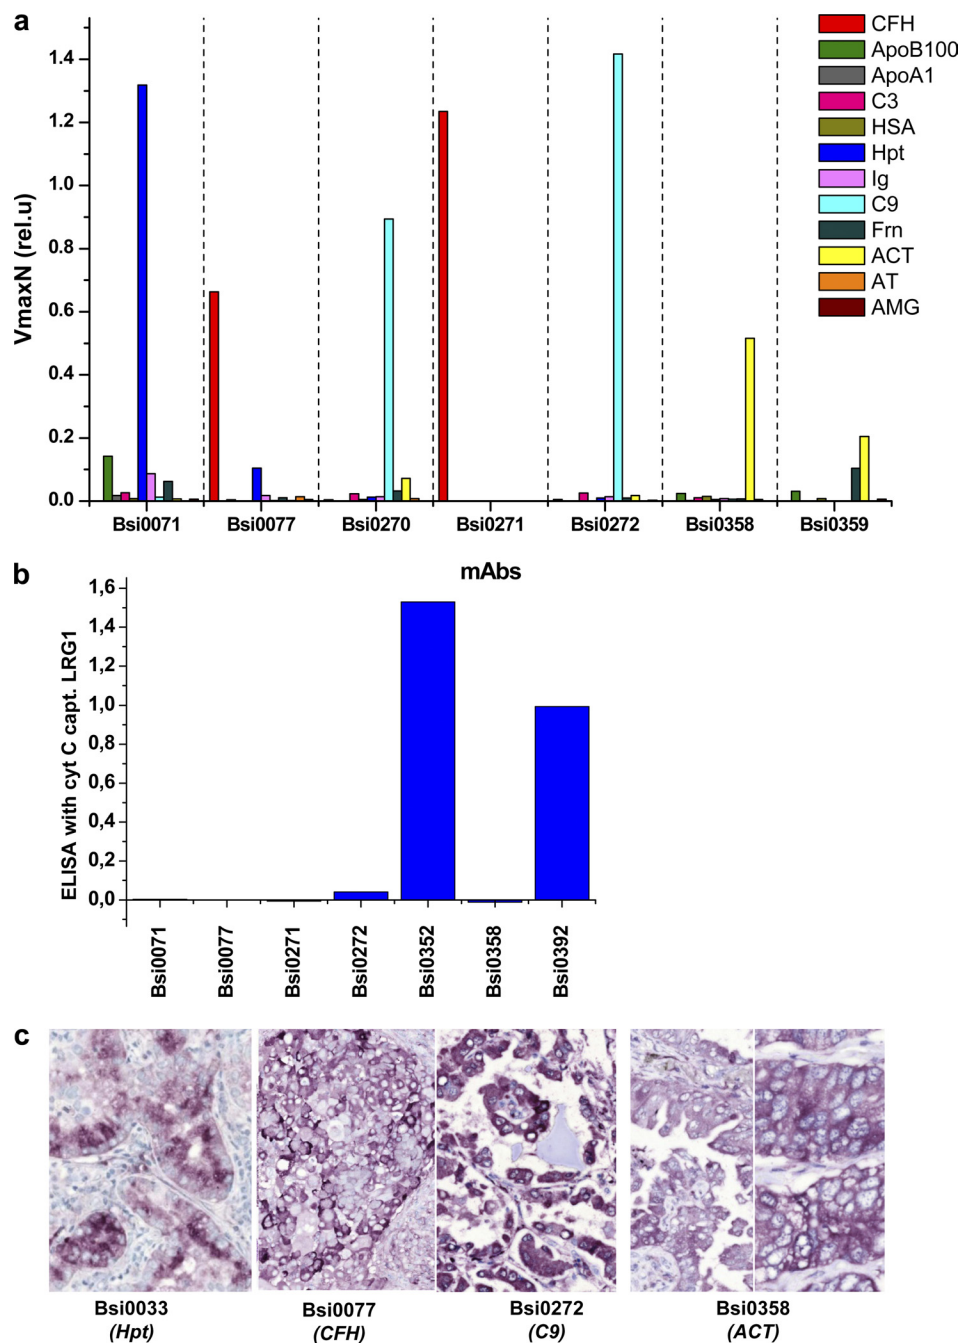 a
CFH
ApoB100
ApoA1
C3
HSA
Hpt
Ig
C9
Frn
ACT
AT
AMG
VmaxN (rel.u)
1.4
1.2
1.0
0.8
0.6
0.4
0.2
0.0
Bsi0071 Bsi0077 Bsi0270 Bsi0271 Bsi0272 Bsi0358 Bsi0359
mAbs
b
ELISA with cyt C capt. LRG1
1,6
1,4
1,2
1,0
0,8
0,6
0,4
0,2
0,0
Bsi0071 Bsi0077 Bsi0271 Bsi0272 Bsi0352 Bsi0358 Bsi0392
c
Bsi0033 Bsi0077 Bsi0272 Bsi0358
(Hpt) (CFH) (C9) (ACT)